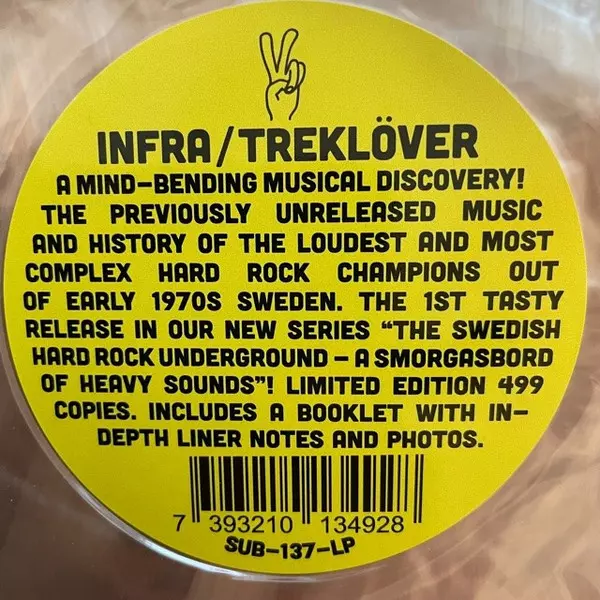 INFRA/TREKLÖVER
A MIND-BENDING MUSICAL DISCOVERY!
THE PREVIOUSLY UNRELEASED MUSIC
AND HISTORY OF THE LOUDEST AND MOST
COMPLEX HARD ROCK CHAMPIONS OUT
OF EARLY 1970S SWEDEN. THE 1ST TASTY
RELEASE IN OUR NEW SERIES “THE SWEDISH
HARD ROCK UNDERGROUND – A SMORGASBORD
OF HEAVY SOUNDS”! LIMITED EDITION 499
COPIES. INCLUDES A BOOKLET WITH IN-
DEPTH LINER NOTES AND PHOTOS.
7 393210 134928
SUB-137-LP